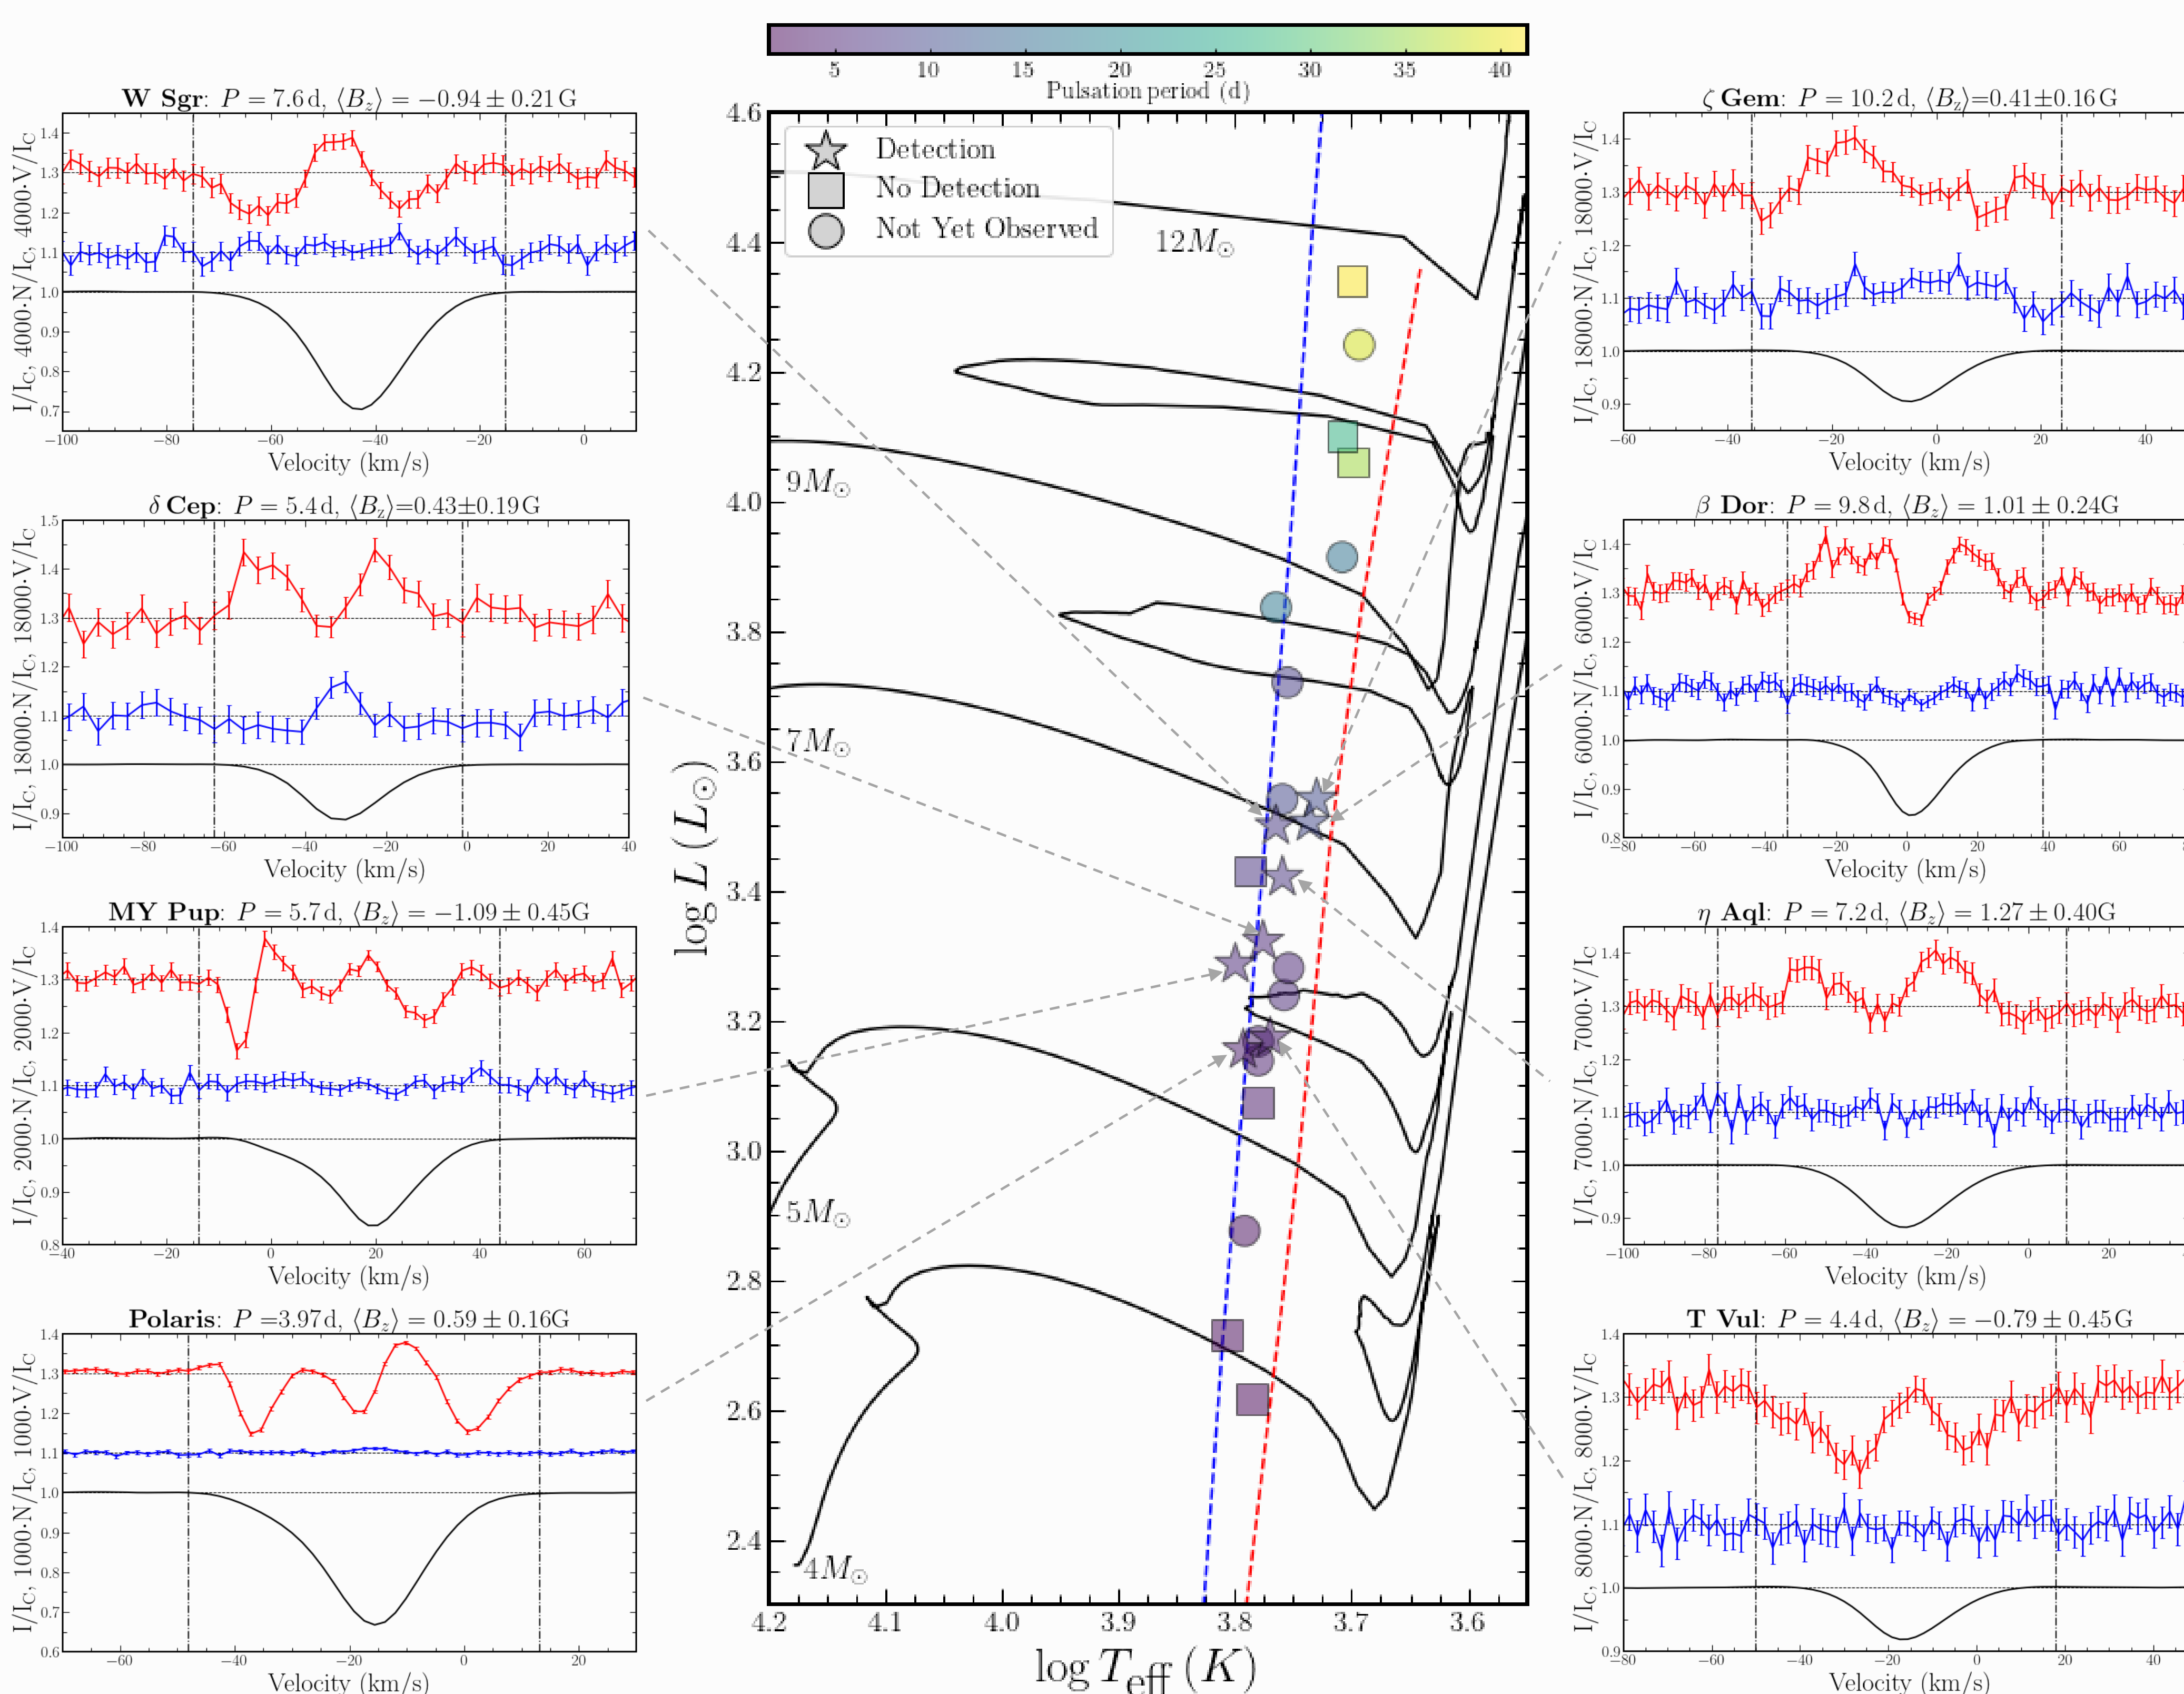 5 10 15 20 25 30 35 40
Pulsation period (d)
W Sgr: P = 7.6 d, ⟨B_z⟩ = −0.94 ± 0.21 G
I/I_C, 4000·N/I_C, 4000·V/I_C
1.4
1.3
1.2
1.1
1.0
0.9
0.8
0.7
−100 −80 −60 −40 −20 0
Velocity (km/s)
δ Cep: P = 5.4 d, ⟨B_z⟩=0.43±0.19 G
I/I_C, 18000·N/I_C, 18000·V/I_C
1.5
1.4
1.3
1.2
1.1
1.0
0.9
−100 −80 −60 −40 −20 0 20 40
Velocity (km/s)
MY Pup: P = 5.7 d, ⟨B_z⟩ = −1.09 ± 0.45G
I/I_C, 2000·N/I_C, 2000·V/I_C
1.4
1.3
1.2
1.1
1.0
0.9
0.8
−40 −20 0 20 40 60
Velocity (km/s)
Polaris: P =3.97 d, ⟨B_z⟩ = 0.59 ± 0.16G
I/I_C, 1000·N/I_C, 1000·V/I_C
1.4
1.3
1.2
1.1
1.0
0.9
0.8
0.7
0.6
−60 −40 −20 0 20
Velocity (km/s)
Detection
No Detection
Not Yet Observed
12M☉
9M☉
7M☉
5M☉
4M☉
log L (L☉)
4.6
4.4
4.2
4.0
3.8
3.6
3.4
3.2
3.0
2.8
2.6
2.4
4.2 4.1 4.0 3.9 3.8 3.7 3.6
log T_eff (K)
ζ Gem: P = 10.2 d, ⟨B_z⟩=0.41±0.16 G
I/I_C, 18000·N/I_C, 18000·V/I_C
1.4
1.3
1.2
1.1
1.0
0.9
−60 −40 −20 0 20 40
Velocity (km/s)
β Dor: P = 9.8 d, ⟨B_z⟩ = 1.01 ± 0.24G
I/I_C, 6000·N/I_C, 6000·V/I_C
1.4
1.3
1.2
1.1
1.0
0.9
0.8
−80 −60 −40 −20 0 20 40 60
Velocity (km/s)
η Aql: P = 7.2 d, ⟨B_z⟩ = 1.27 ± 0.40G
I/I_C, 7000·N/I_C, 7000·V/I_C
1.4
1.3
1.2
1.1
1.0
0.9
−100 −80 −60 −40 −20 0 20
Velocity (km/s)
T Vul: P = 4.4 d, ⟨B_z⟩ = −0.79 ± 0.45 G
I/I_C, 8000·N/I_C, 8000·V/I_C
1.4
1.3
1.2
1.1
1.0
0.9
−80 −60 −40 −20 0 20 40
Velocity (km/s)